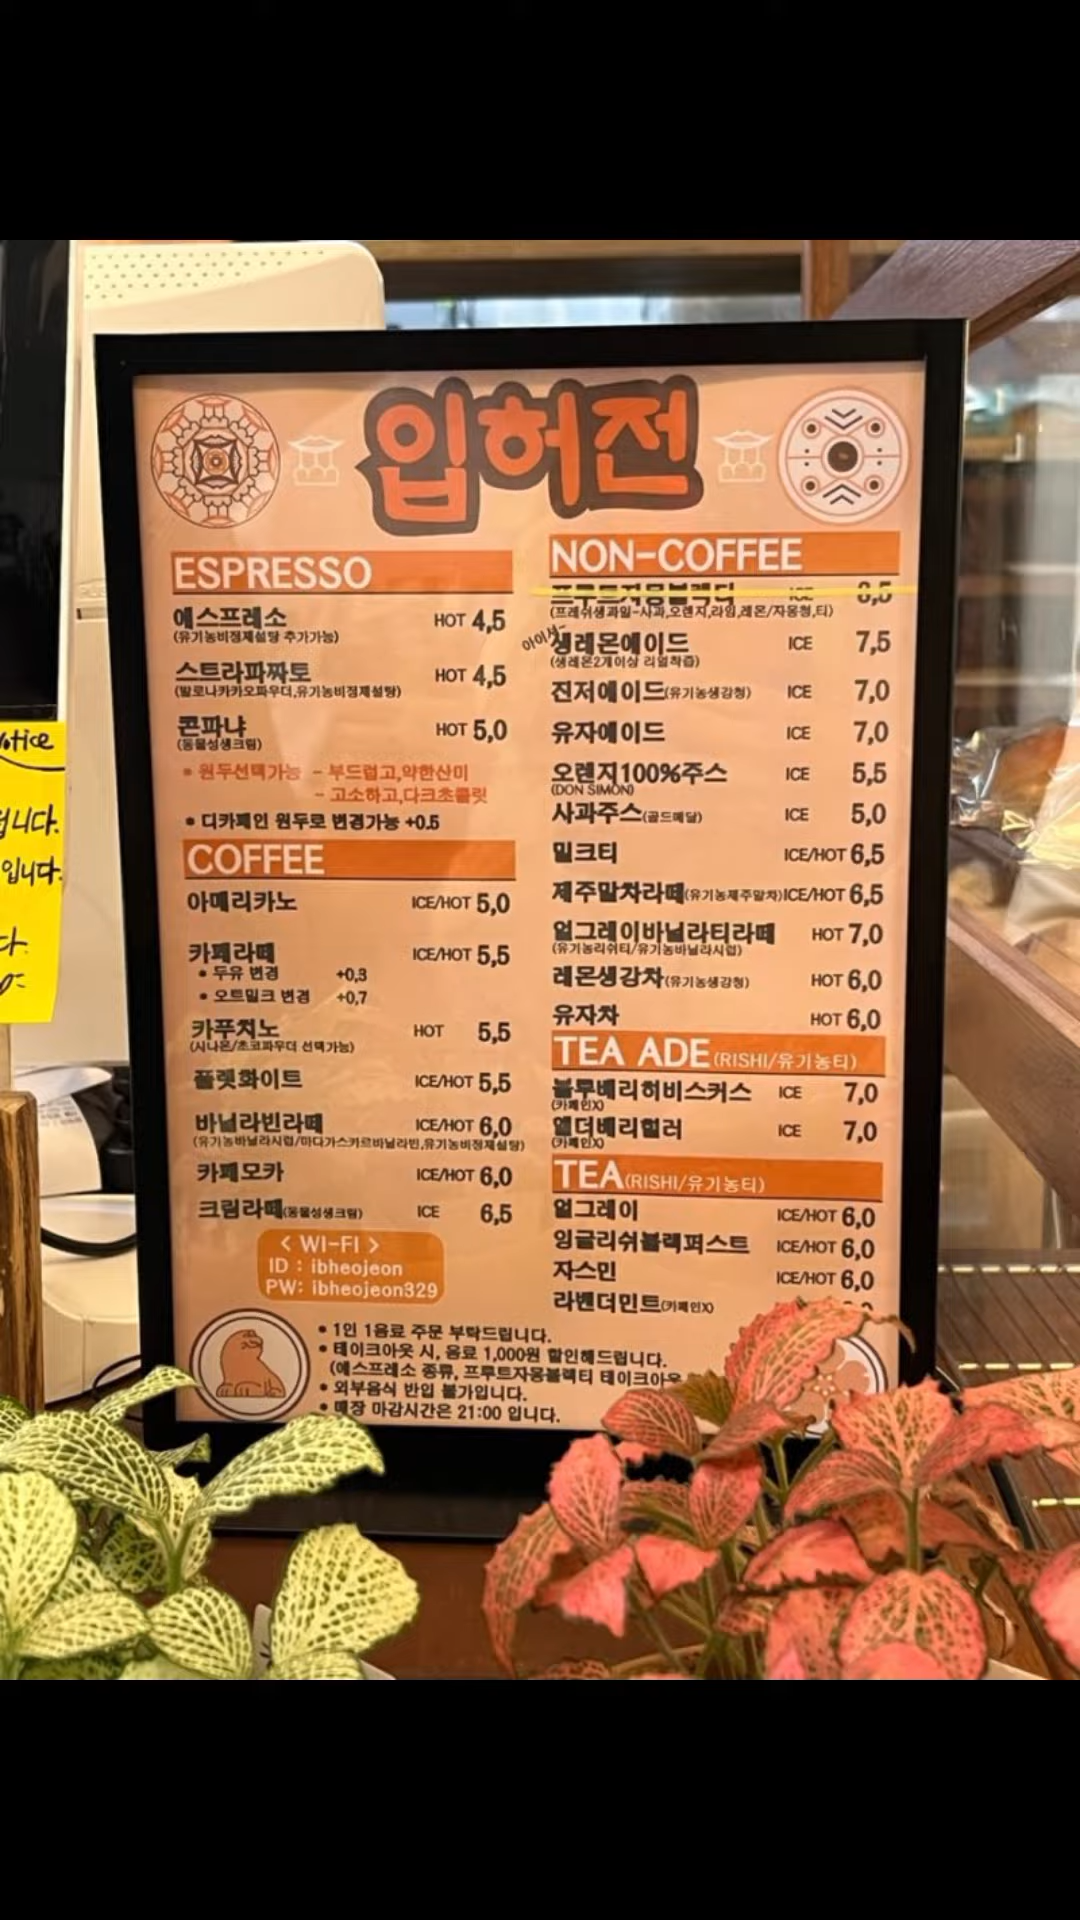 입허전
ESPRESSO
에스프레소 HOT 4,5
(유기농비정제설탕 추가가능)
스트라파짜토 HOT 4,5
(발로나카카오파우더,유기농비정제설탕)
콘파냐 HOT 5,0
(동물성생크림)
• 원두선택가능 - 부드럽고,약한산미
- 고소하고,다크초콜릿
• 디카페인 원두로 변경가능 +0.5
COFFEE
아메리카노 ICE/HOT 5,0
카페라떼 ICE/HOT 5,5
• 두유 변경 +0,3
• 오트밀크 변경 +0,7
카푸치노 HOT 5,5
(시나몬/초코파우더 선택가능)
플렛화이트 ICE/HOT 5,5
바닐라빈라떼 ICE/HOT 6,0
(유기농바닐라시럽/마다가스카르바닐라빈,유기농비정제설탕)
카페모카 ICE/HOT 6,0
크림라떼(동물성생크림) ICE 6,5
< WI-FI >
ID : ibheojeon
PW: ibheojeon329
NON-COFFEE
프루트자몽블랙티 ICE
(프레쉬생과일-사과,오렌지,라임,레몬/자몽청,티)
아이셔~
생레몬에이드 ICE 7,5
(생레몬2개이상 리얼착즙)
진저에이드(유기농생강청) ICE 7,0
유자에이드 ICE 7,0
오렌지100%주스 ICE 5,5
(DON SIMON)
사과주스(골드메달) ICE 5,0
밀크티 ICE/HOT 6,5
제주말차라떼(유기농제주말차) ICE/HOT 6,5
얼그레이바닐라티라떼 HOT 7,0
(유기농리쉬티/유기농바닐라시럽)
레몬생강차(유기농생강청) HOT 6,0
유자차 HOT 6,0
TEA ADE (RISHI/유기농티)
블루베리히비스커스 ICE 7,0
(카페인X)
엘더베리힐러 ICE 7,0
(카페인X)
TEA(RISHI/유기농티)
얼그레이 ICE/HOT 6,0
잉글리쉬블랙퍼스트 ICE/HOT 6,0
자스민 ICE/HOT 6,0
라벤더민트(카페인X)
• 1인 1음료 주문 부탁드립니다.
• 테이크아웃 시, 음료 1,000원 할인해드립니다.
(에스프레소 종류, 프루트자몽블랙티 테이크아웃
• 외부음식 반입 불가입니다.
• 매장 마감시간은 21:00 입니다.
otice
니다.
입니다.
다.